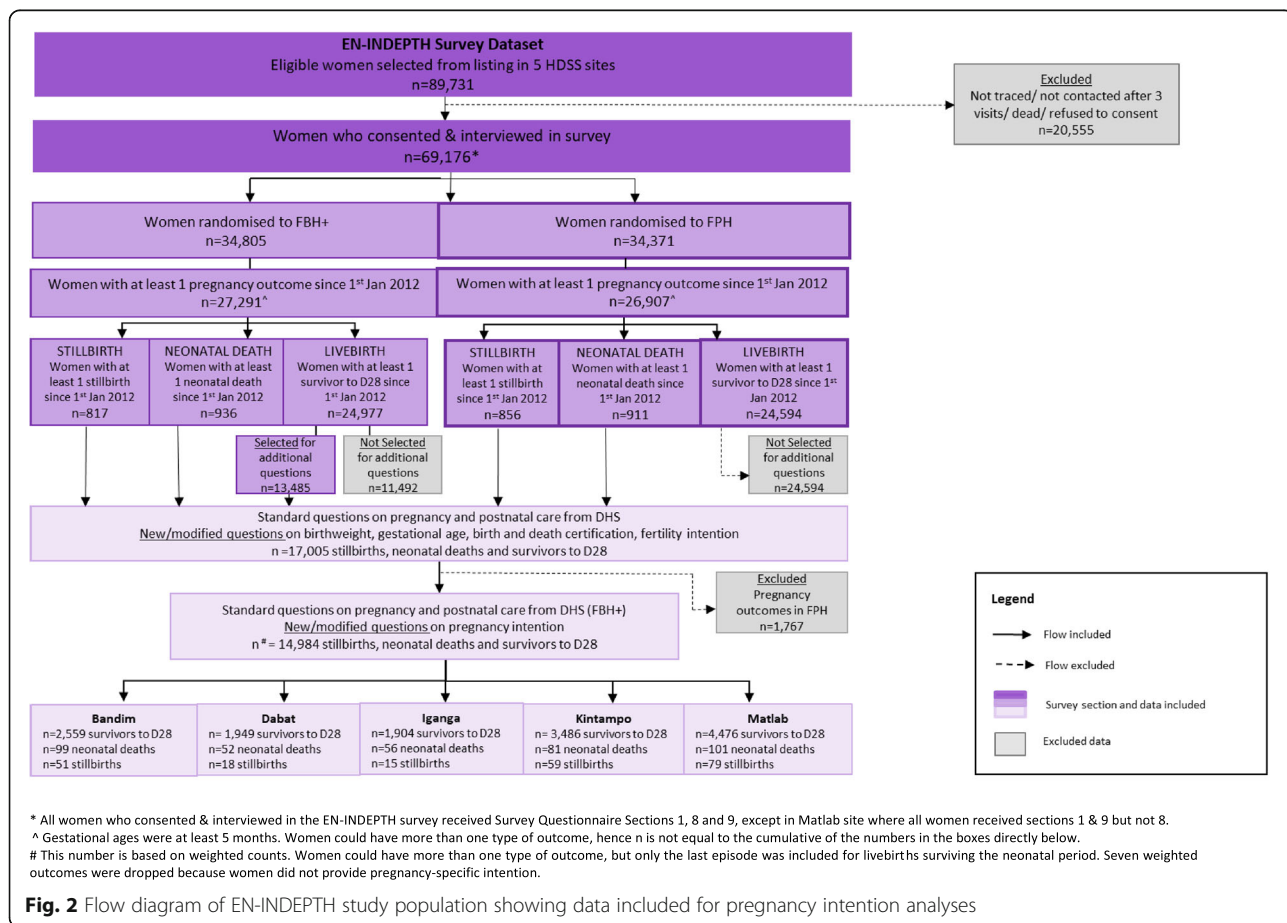 EN-INDEPTH Survey Dataset
Eligible women selected from listing in 5 HDSS sites
n=89,731
Excluded
Not traced/ not contacted after 3
visits/ dead/ refused to consent
n=20,555
Women who consented & interviewed in survey
n=69,176*
Women randomised to FBH+
n=34,805
Women randomised to FPH
n=34,371
Women with at least 1 pregnancy outcome since 1st Jan 2012
n=27,291^
Women with at least 1 pregnancy outcome since 1st Jan 2012
n=26,907^
STILLBIRTH
Women with at
least 1 stillbirth
since 1st Jan 2012
n=817
NEONATAL DEATH
Women with at least
1 neonatal death
since 1st Jan 2012
n=936
LIVEBIRTH
Women with at least 1
survivor to D28 since
1st Jan 2012
n=24,977
STILLBIRTH
Women with at
least 1 stillbirth
since 1st Jan 2012
n=856
NEONATAL DEATH
Women with at least 1
neonatal death since
1st Jan 2012
n=911
LIVEBIRTH
Women with at least 1
survivor to D28 since 1st
Jan 2012
n=24,594
Selected for
additional
questions
n=13,485
Not Selected
for additional
questions
n=11,492
Not Selected
for additional
questions
n=24,594
Standard questions on pregnancy and postnatal care from DHS
New/modified questions on birthweight, gestational age, birth and death certification, fertility intention
n =17,005 stillbirths, neonatal deaths and survivors to D28
Excluded
Pregnancy
outcomes in FPH
n=1,767
Standard questions on pregnancy and postnatal care from DHS (FBH+)
New/modified questions on pregnancy intention
n # = 14,984 stillbirths, neonatal deaths and survivors to D28
Bandim
n=2,559 survivors to D28
n=99 neonatal deaths
n=51 stillbirths
Dabat
n= 1,949 survivors to D28
n=52 neonatal deaths
n=18 stillbirths
Iganga
n=1,904 survivors to D28
n=56 neonatal deaths
n=15 stillbirths
Kintampo
n= 3,486 survivors to D28
n=81 neonatal deaths
n=59 stillbirths
Matlab
n=4,476 survivors to D28
n=101 neonatal deaths
n=79 stillbirths
Legend
Flow included
Flow excluded
Survey section and data included
Excluded data
* All women who consented & interviewed in the EN-INDEPTH survey received Survey Questionnaire Sections 1, 8 and 9, except in Matlab site where all women received sections 1 & 9 but not 8.
^ Gestational ages were at least 5 months. Women could have more than one type of outcome, hence n is not equal to the cumulative of the numbers in the boxes directly below.
# This number is based on weighted counts. Women could have more than one type of outcome, but only the last episode was included for livebirths surviving the neonatal period. Seven weighted
outcomes were dropped because women did not provide pregnancy-specific intention.
Fig. 2 Flow diagram of EN-INDEPTH study population showing data included for pregnancy intention analyses